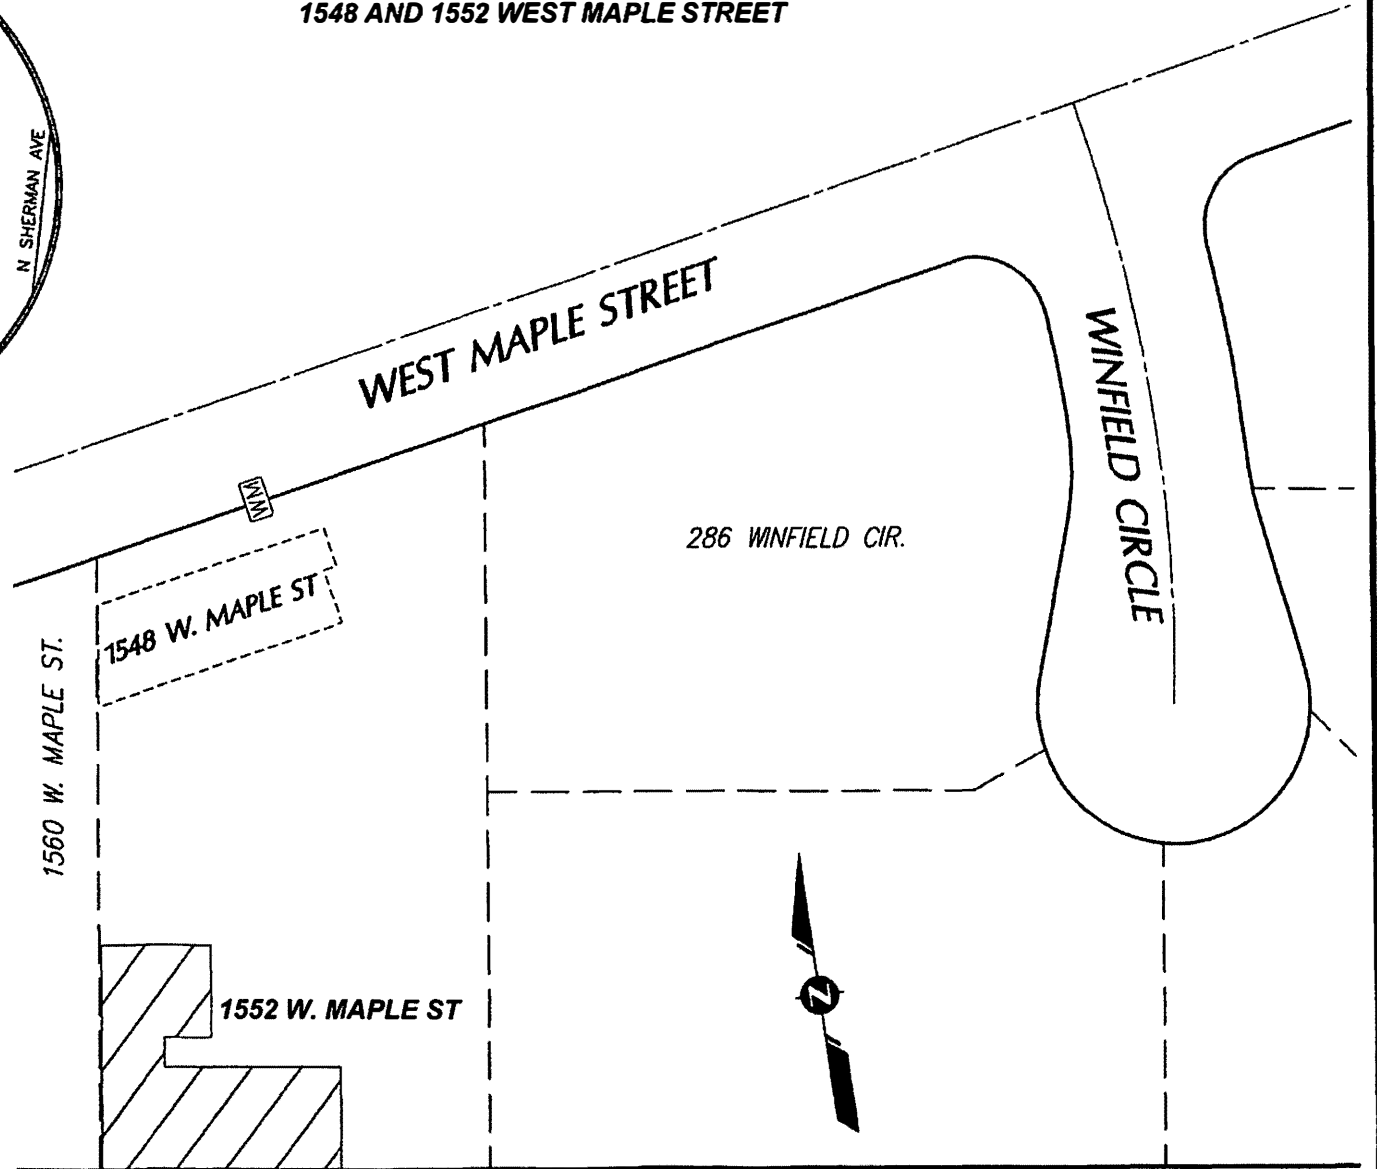 1548 AND 1552 WEST MAPLE STREET
N SHERMAN AVE
WEST MAPLE STREET
WINFIELD CIRCLE
WM
286 WINFIELD CIR.
1548 W. MAPLE ST
1560 W. MAPLE ST.
1552 W. MAPLE ST
Z